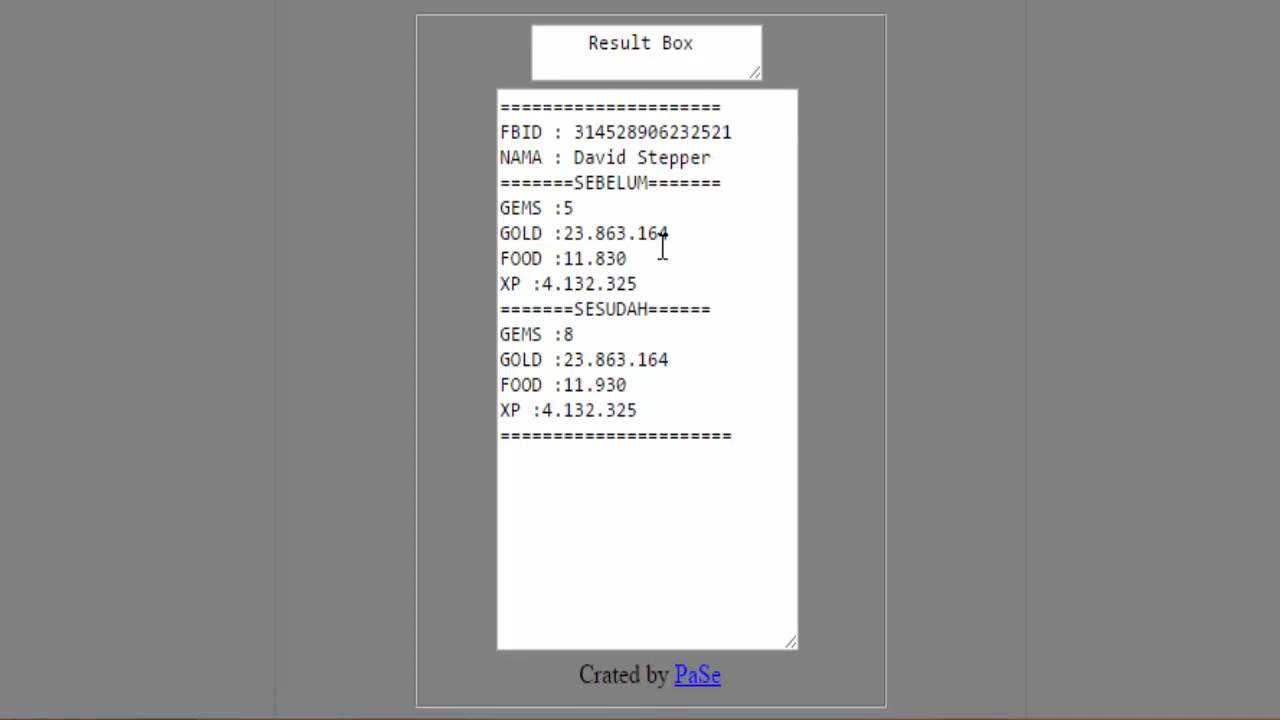 Result Box
=====================
FBID : 314528906232521
NAMA : David Stepper
=======SEBELUM=======
GEMS :5
GOLD :23.863.164
FOOD :11.830
XP :4.132.325
=======SESUDAH======
GEMS :8
GOLD :23.863.164
FOOD :11.930
XP :4.132.325
======================
Crated by PaSe